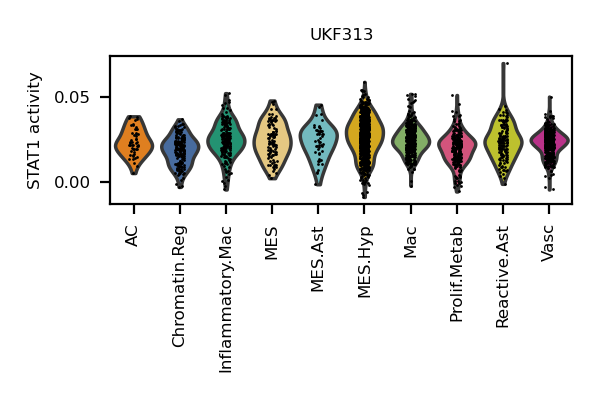 UKF313
STAT1 activity
0.05
0.00
AC
Chromatin.Reg
Inflammatory.Mac
MES
MES.Ast
MES.Hyp
Mac
Prolif.Metab
Reactive.Ast
Vasc